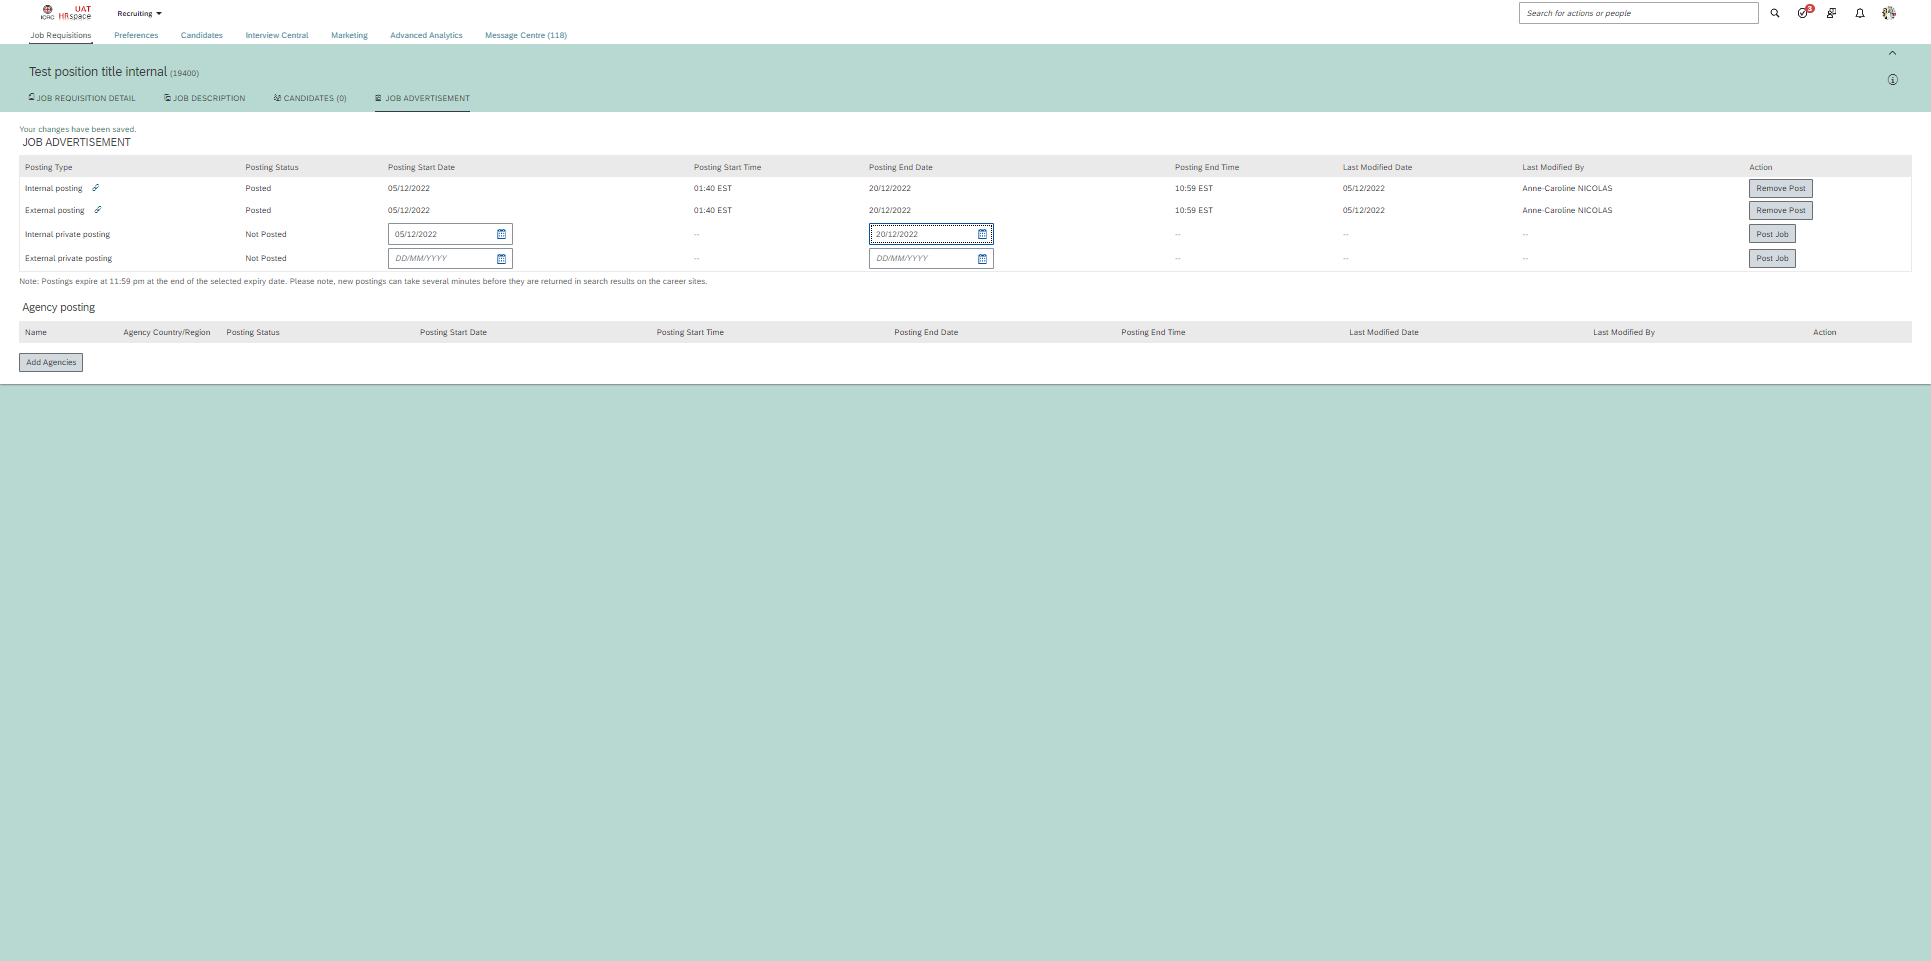 ICRC UAT HRspace Recruiting Search for actions or people 3
Job Requisitions Preferences Candidates Interview Central Marketing Advanced Analytics Message Centre (118)
Test position title internal (19400)
JOB REQUISITION DETAIL JOB DESCRIPTION CANDIDATES (0) JOB ADVERTISEMENT
Your changes have been saved.
JOB ADVERTISEMENT
Posting Type Posting Status Posting Start Date Posting Start Time Posting End Date Posting End Time Last Modified Date Last Modified By Action
Internal posting Posted 05/12/2022 01:40 EST 20/12/2022 10:59 EST 05/12/2022 Anne-Caroline NICOLAS Remove Post
External posting Posted 05/12/2022 01:40 EST 20/12/2022 10:59 EST 05/12/2022 Anne-Caroline NICOLAS Remove Post
Internal private posting Not Posted 05/12/2022 -- 20/12/2022 -- -- -- Post Job
External private posting Not Posted DD/MM/YYYY -- DD/MM/YYYY -- -- -- Post Job
Note: Postings expire at 11:59 pm at the end of the selected expiry date. Please note, new postings can take several minutes before they are returned in search results on the career sites.
Agency posting
Name Agency Country/Region Posting Status Posting Start Date Posting Start Time Posting End Date Posting End Time Last Modified Date Last Modified By Action
Add Agencies